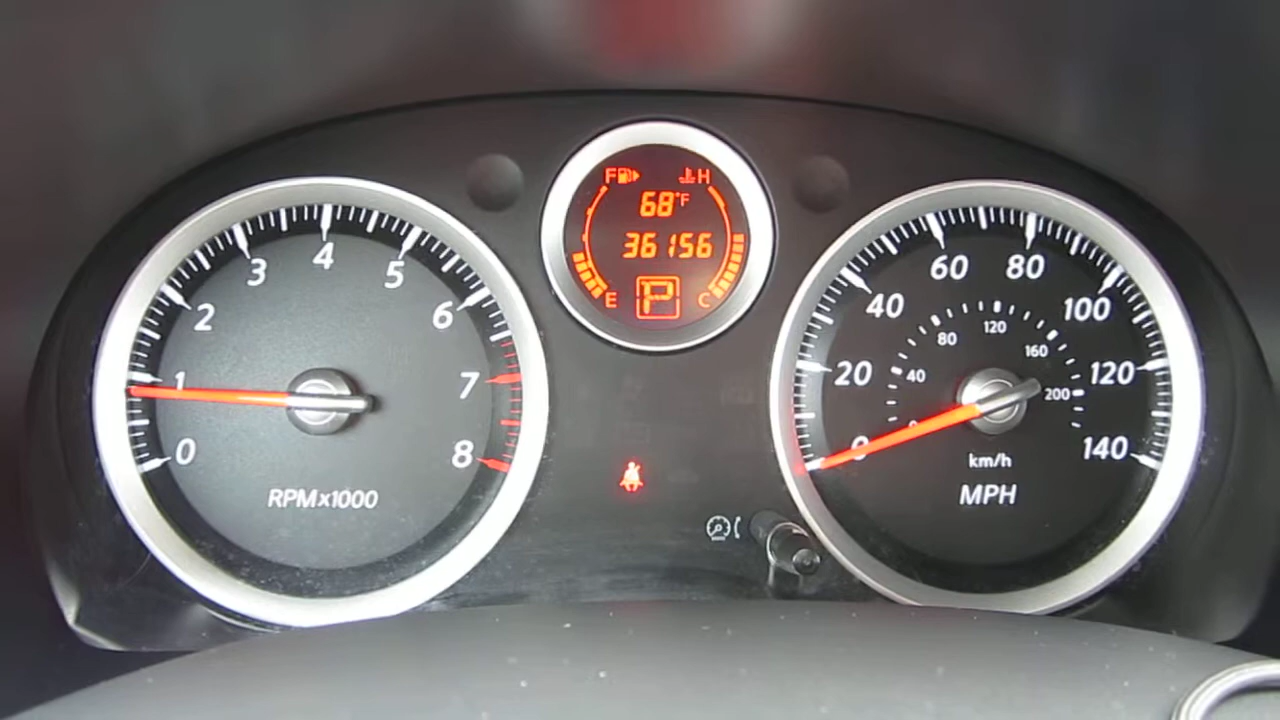 F H
68°F
36156
E P C
0 1 2 3 4 5 6 7 8
RPMx1000
0 20 40 60 80 100 120 140
0 40 80 120 160 200
km/h
MPH